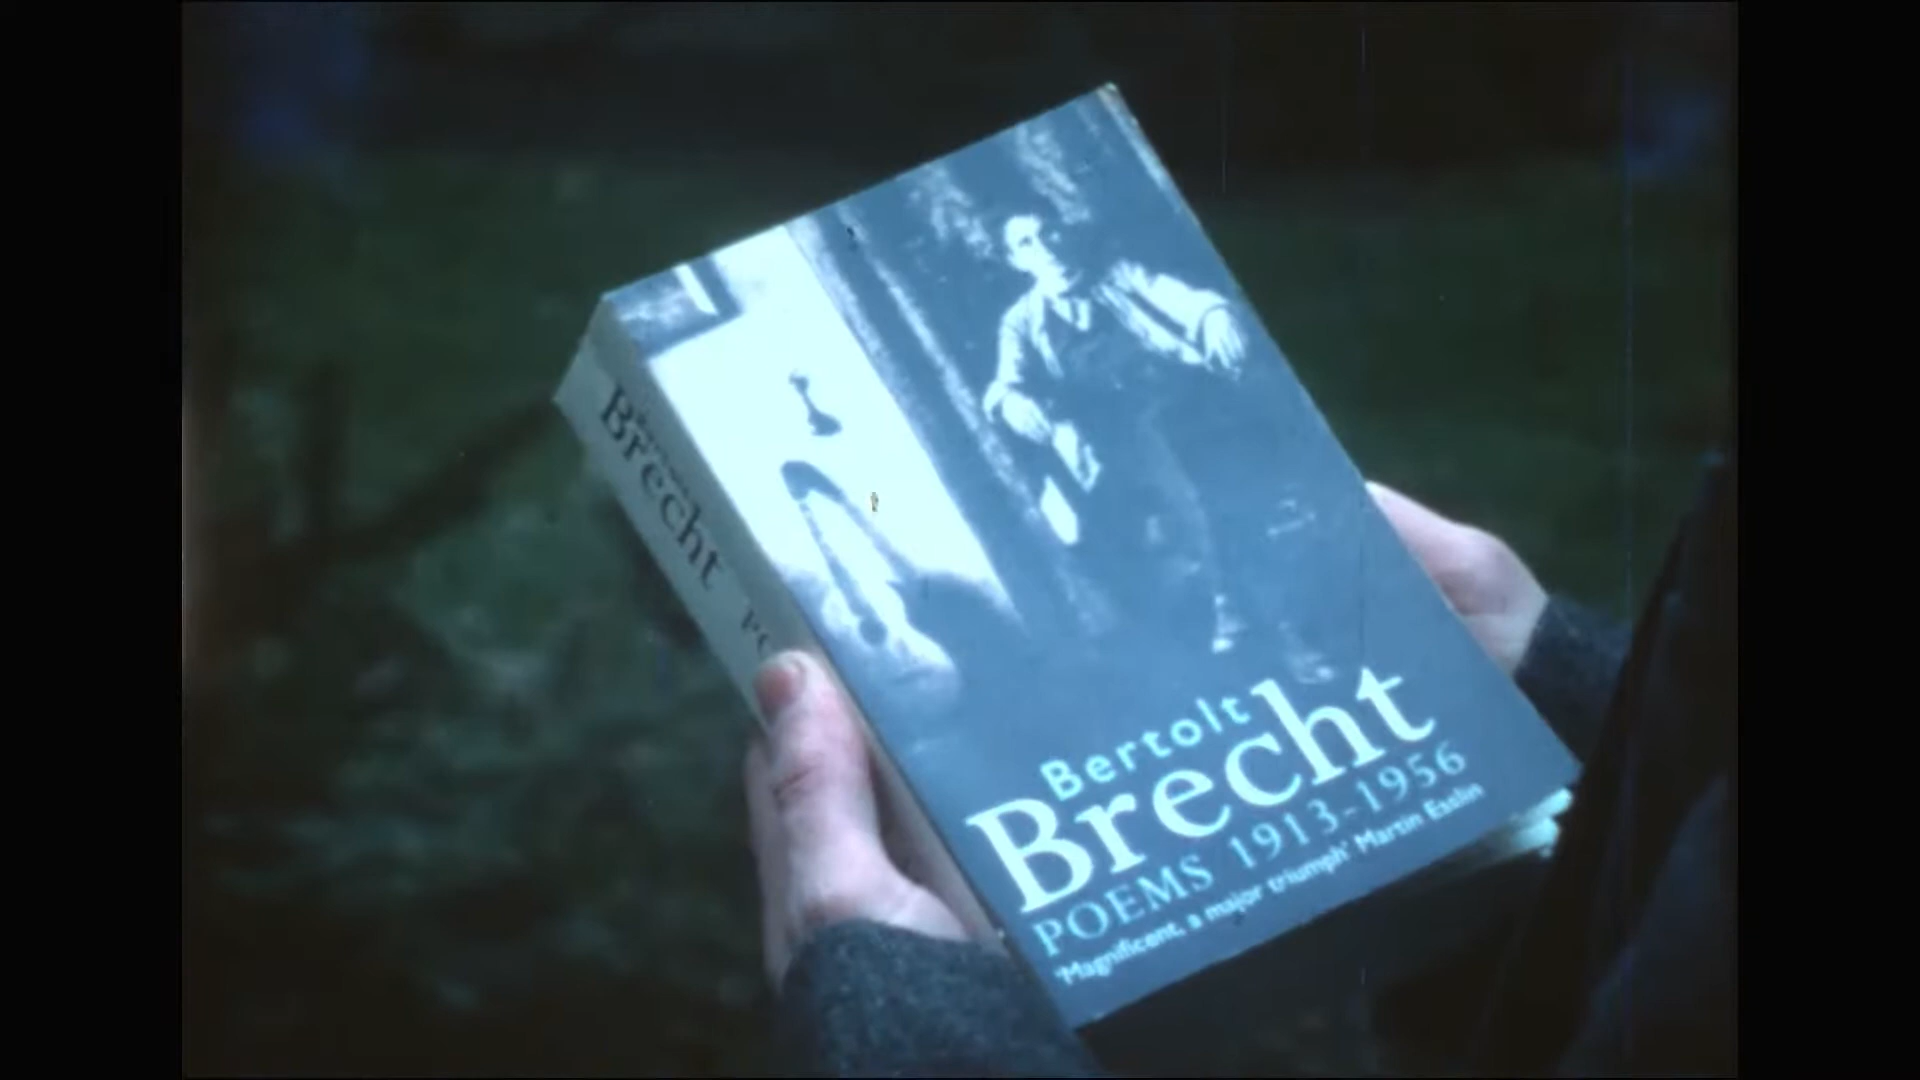 Bertolt
Brecht
POEMS 1913-1956
'Magnificent, a major triumph' Martin Esslin
Brecht